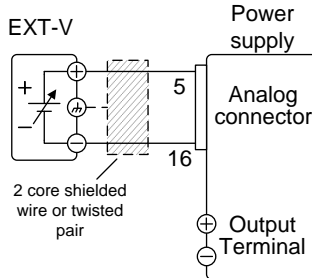 EXT-V
Power
supply
+
−
+
−
5
16
Analog
connector
2 core shielded
wire or twisted
pair
+
−
Output
Terminal